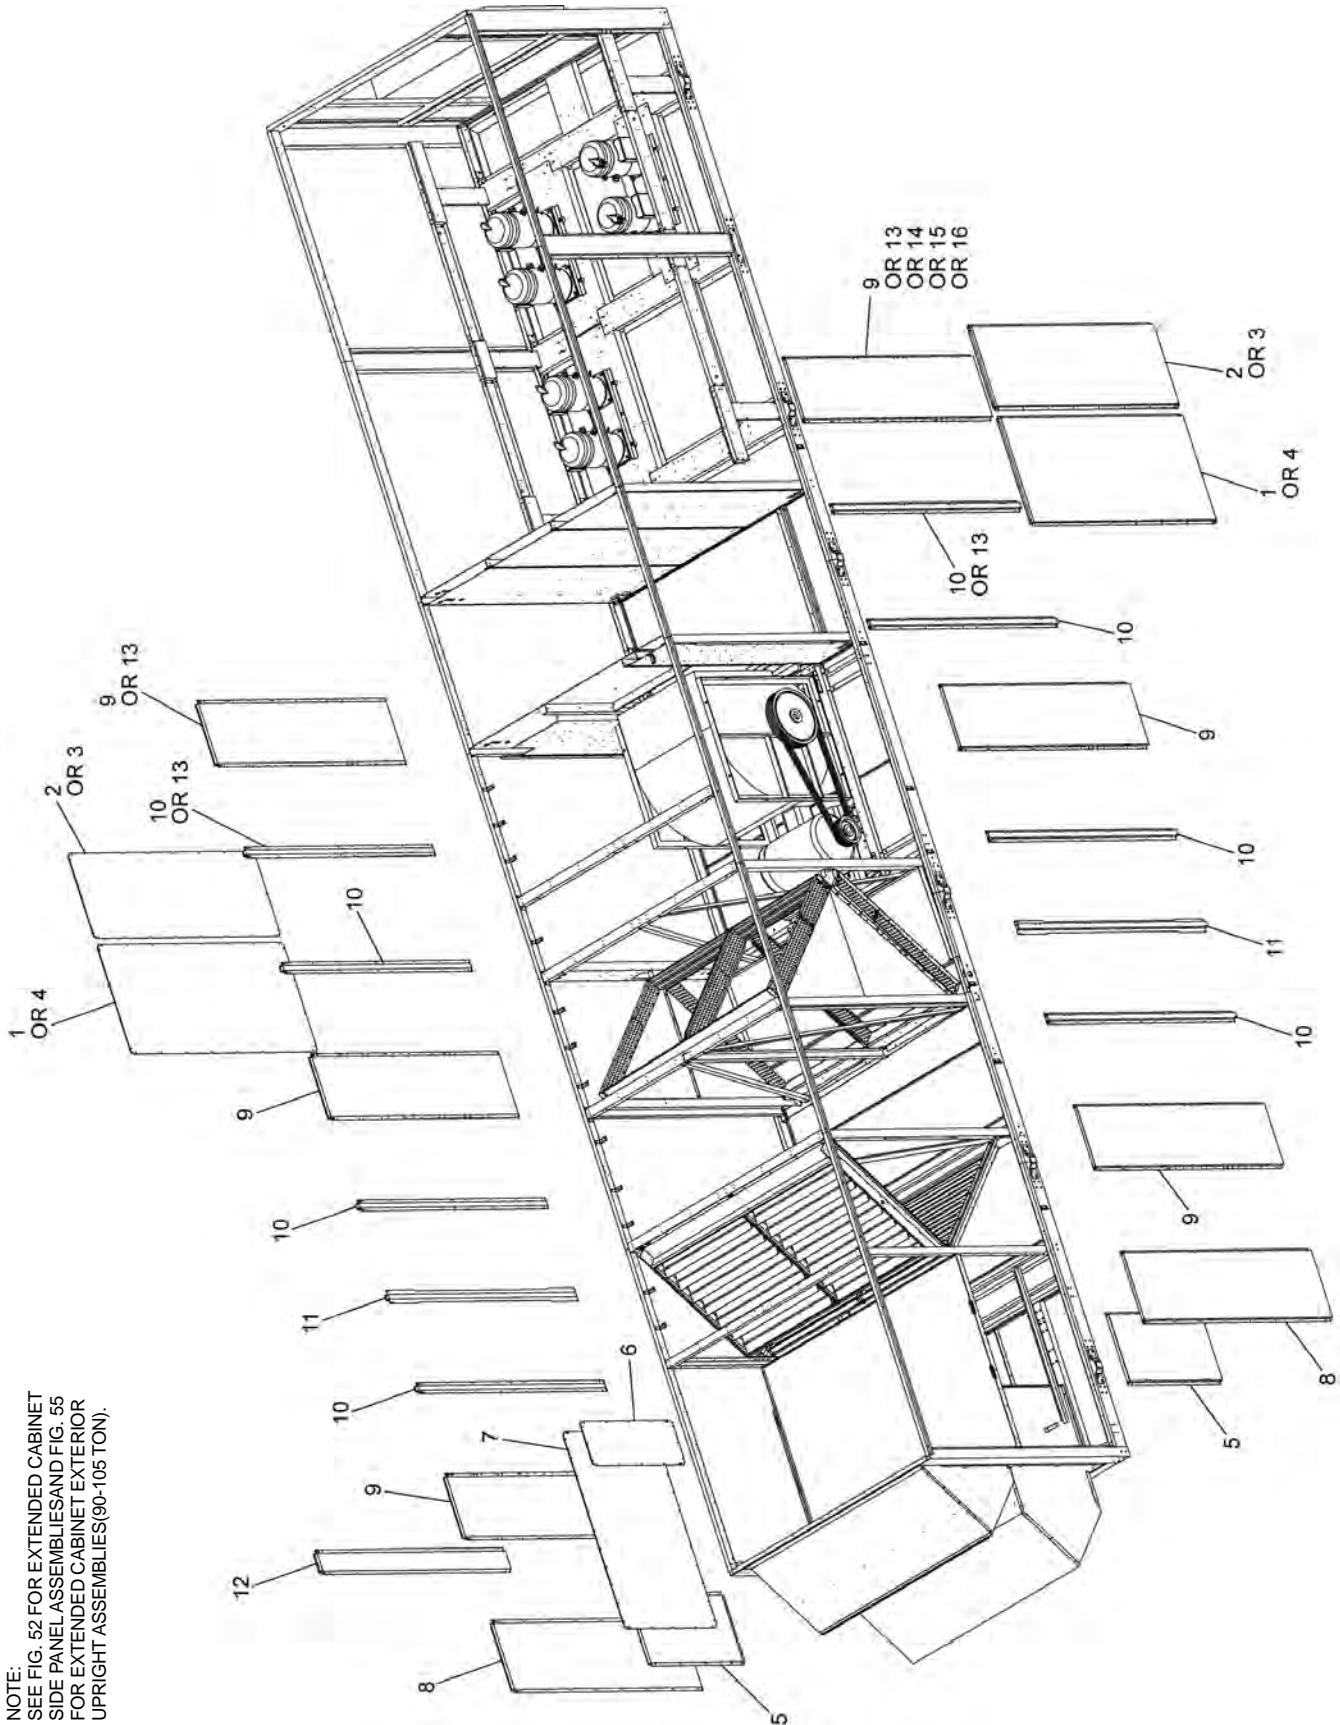 1
OR 4
2
OR 3
9
OR 13
10
OR 13
10
9
10
11
10
6
7
9
12
8
5
9
OR 13
OR 14
OR 15
OR 16
2
OR 3
1
OR 4
10
OR 13
10
9
10
11
10
9
8
5
NOTE:
SEE FIG. 52 FOR EXTENDED CABINET
SIDE PANEL ASSEMBLIESAND FIG. 55
FOR EXTENDED CABINET EXTERIOR
UPRIGHT ASSEMBLIES(90-105 TON).